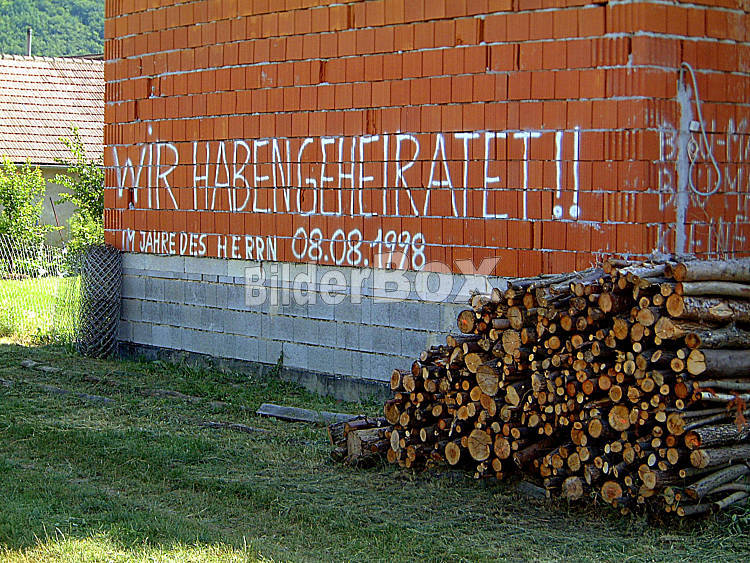 WiR HABEN GEHEIRATET!!
IM JAHRE DES HERRN 08.08.1998
BilderBOX